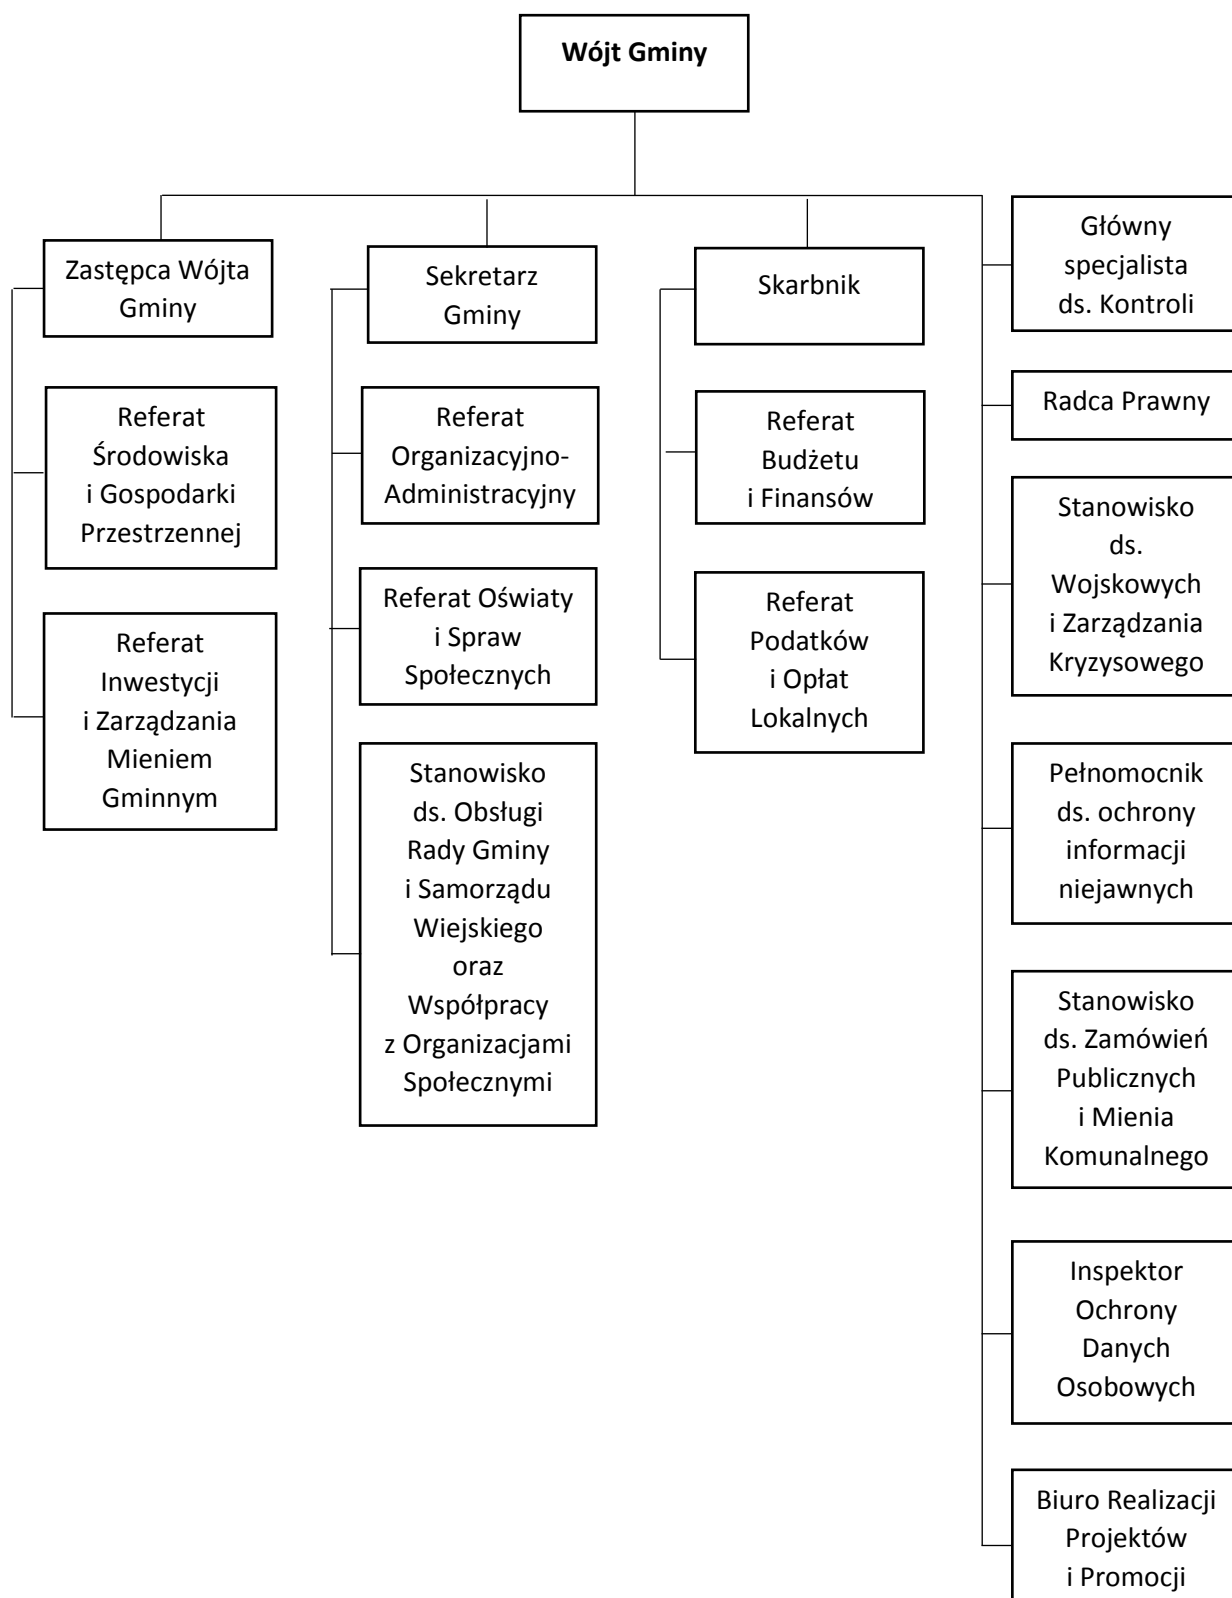 Wójt Gminy
Zastępca Wójta
Gminy
Referat
Środowiska
i Gospodarki
Przestrzennej
Referat
Inwestycji
i Zarządzania
Mieniem
Gminnym
Sekretarz
Gminy
Referat
Organizacyjno-
Administracyjny
Referat Oświaty
i Spraw
Społecznych
Stanowisko
ds. Obsługi
Rady Gminy
i Samorządu
Wiejskiego
oraz
Współpracy
z Organizacjami
Społecznymi
Skarbnik
Referat
Budżetu
i Finansów
Referat
Podatków
i Opłat
Lokalnych
Główny
specjalista
ds. Kontroli
Radca Prawny
Stanowisko
ds.
Wojskowych
i Zarządzania
Kryzysowego
Pełnomocnik
ds. ochrony
informacji
niejawnych
Stanowisko
ds. Zamówień
Publicznych
i Mienia
Komunalnego
Inspektor
Ochrony
Danych
Osobowych
Biuro Realizacji
Projektów
i Promocji